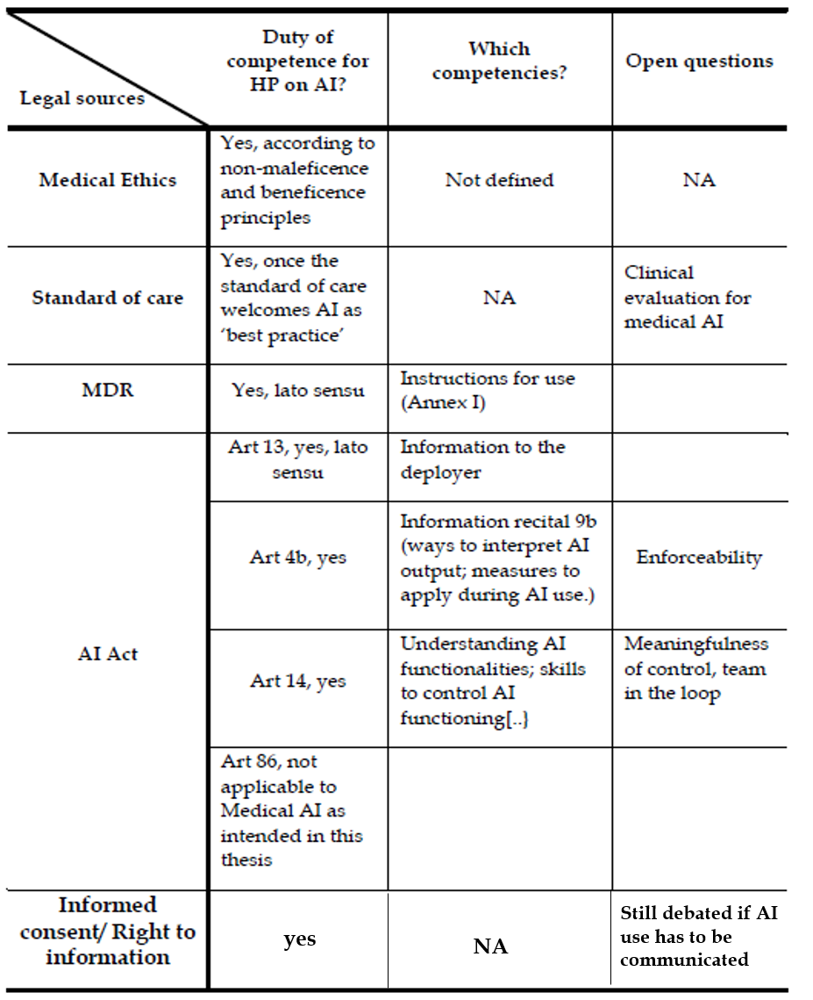 Legal sources
Duty of
competence for
HP on AI?
Which
competencies?
Open questions
Medical Ethics
Yes, according to
non-maleficence
and beneficence
principles
Not defined
NA
Standard of care
Yes, once the
standard of care
welcomes AI as
‘best practice’
NA
Clinical
evaluation for
medical AI
MDR
Yes, lato sensu
Instructions for use
(Annex I)
AI Act
Art 13, yes, lato
sensu
Information to the
deployer
Art 4b, yes
Information recital 9b
(ways to interpret AI
output; measures to
apply during AI use.)
Enforceability
Art 14, yes
Understanding AI
functionalities; skills
to control AI
functioning[..}
Meaningfulness
of control, team
in the loop
Art 86, not
applicable to
Medical AI as
intended in this
thesis
Informed
consent/ Right to
information
yes
NA
Still debated if AI
use has to be
communicated